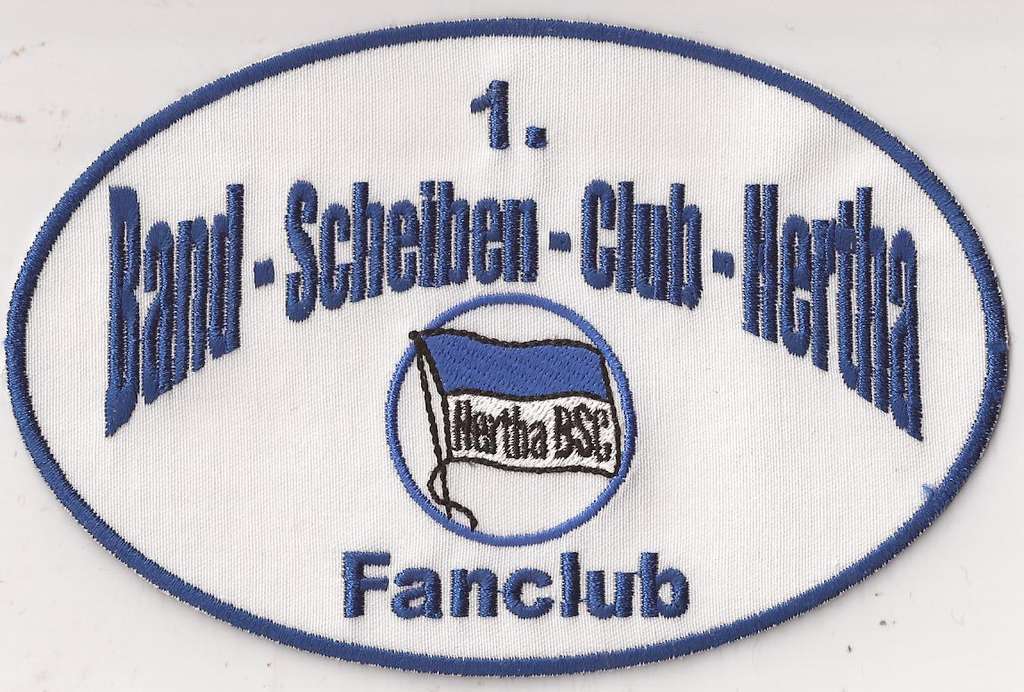 1.
Band - Scheiben - Club - Hertha
Hertha BSC
Fanclub